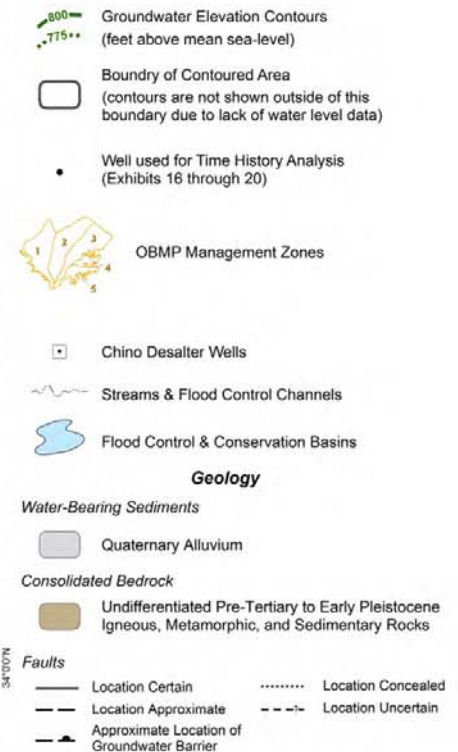 800 Groundwater Elevation Contours
775 (feet above mean sea-level)
Boundry of Contoured Area
(contours are not shown outside of this
boundary due to lack of water level data)
Well used for Time History Analysis
(Exhibits 16 through 20)
1 2 3
OBMP Management Zones
4
5
Chino Desalter Wells
Streams & Flood Control Channels
Flood Control & Conservation Basins
Geology
Water-Bearing Sediments
Quaternary Alluvium
Consolidated Bedrock
Undifferentiated Pre-Tertiary to Early Pleistocene
Igneous, Metamorphic, and Sedimentary Rocks
34°0'0"N
Faults
Location Certain Location Concealed
Location Approximate ? Location Uncertain
Approximate Location of
Groundwater Barrier